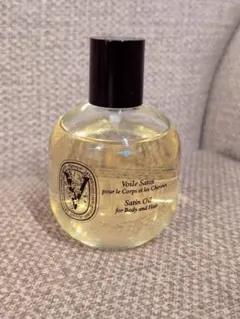 V
Voile Satin
pour le Corps et les Cheveux
Satin Oil
for Body and Hair